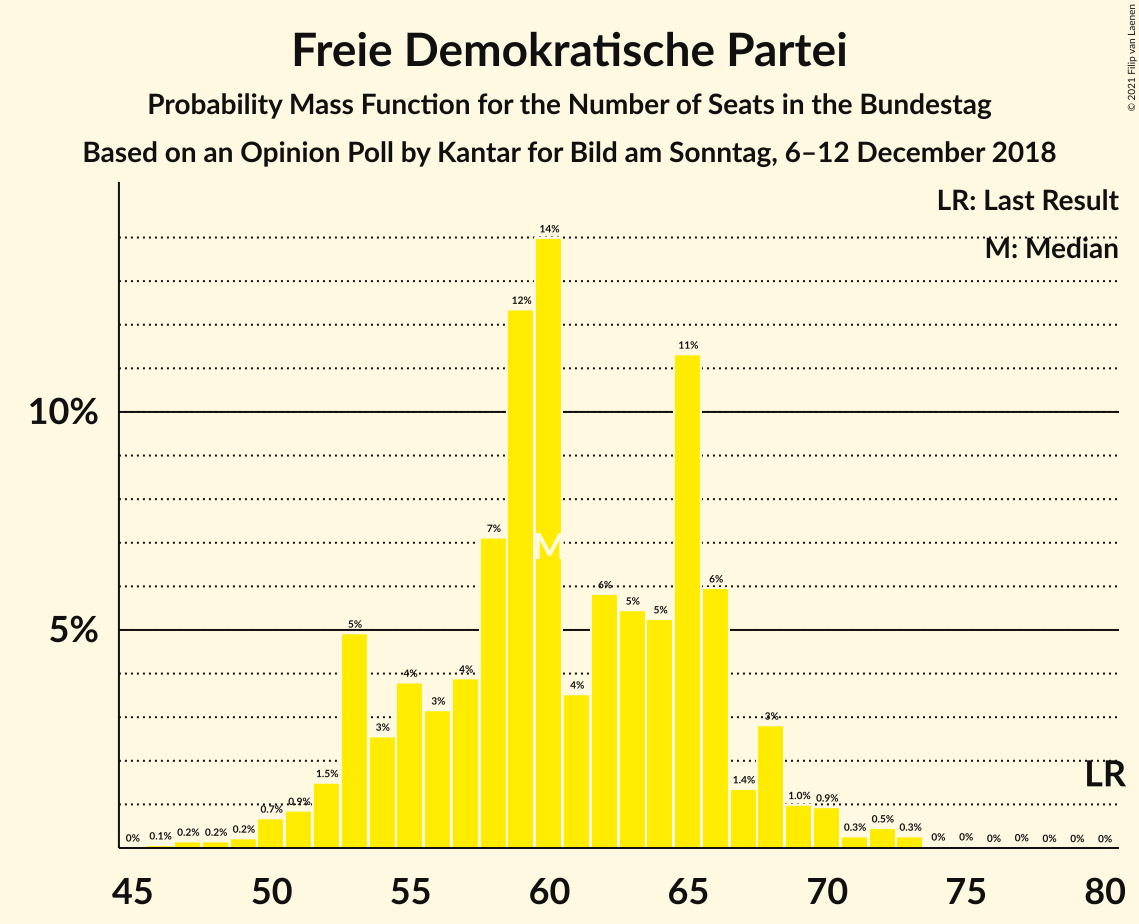 © 2021 Filip van Laenen
Freie Demokratische Partei
Probability Mass Function for the Number of Seats in the Bundestag
Based on an Opinion Poll by Kantar for Bild am Sonntag, 6–12 December 2018
LR: Last Result
M: Median
10%
5%
0% 0.1% 0.2% 0.2% 0.2% 0.7% 0.9% 1.5% 5% 3% 4% 3% 4% 7% 12% 14% 4% 6% 5% 5% 11% 6% 1.4% 3% 1.0% 0.9% 0.3% 0.5% 0.3% 0% 0% 0% 0% 0% 0% 0%
M
LR
45 50 55 60 65 70 75 80